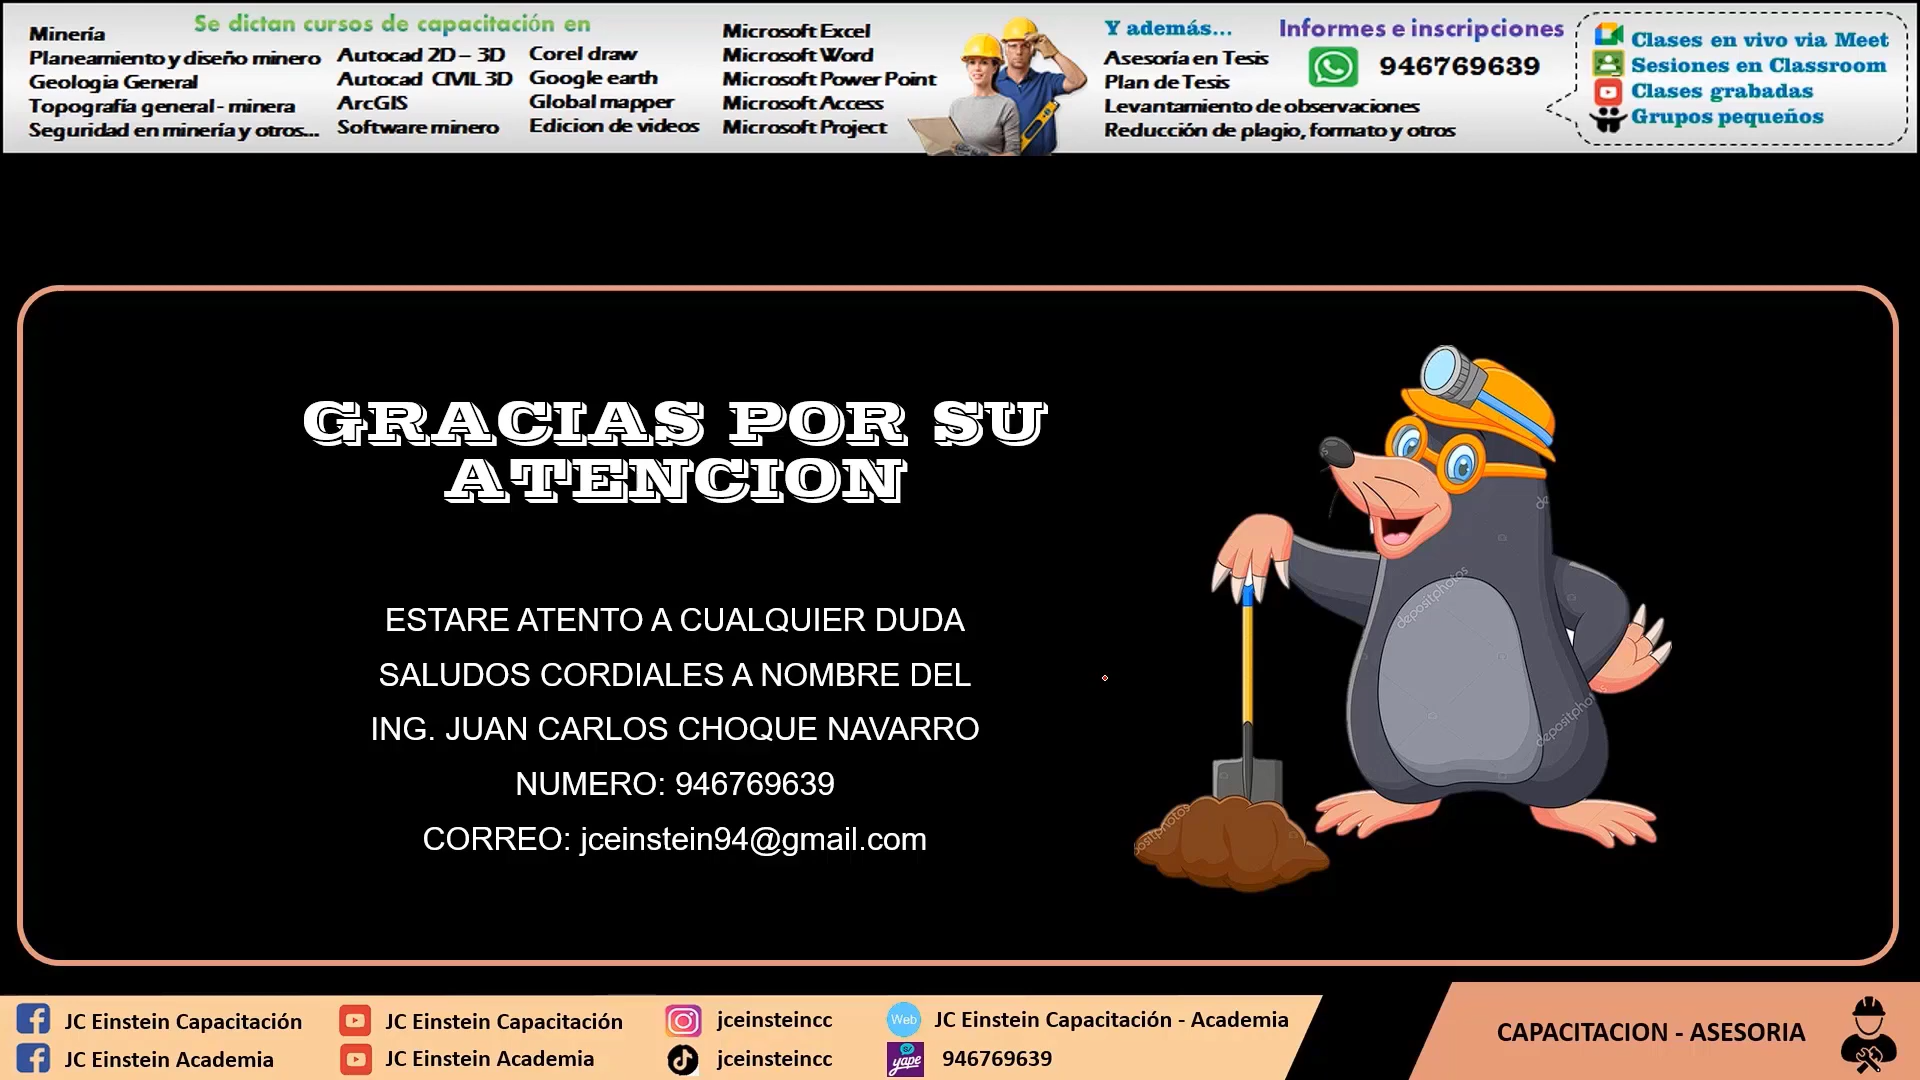 Se dictan cursos de capacitación en
Minería
Planeamiento y diseño minero
Geologia General
Topografía general - minera
Seguridad en minería y otros...
Autocad 2D – 3D
Autocad CIVIL 3D
ArcGIS
Software minero
Corel draw
Google earth
Global mapper
Edicion de videos
Microsoft Excel
Microsoft Word
Microsoft Power Point
Microsoft Access
Microsoft Project
Y además...
Asesoría en Tesis
Plan de Tesis
Levantamiento de observaciones
Reducción de plagio, formato y otros
Informes e inscripciones
946769639
Clases en vivo via Meet
Sesiones en Classroom
Clases grabadas
Grupos pequeños
GRACIAS POR SU
ATENCION
ESTARE ATENTO A CUALQUIER DUDA
SALUDOS CORDIALES A NOMBRE DEL
ING. JUAN CARLOS CHOQUE NAVARRO
NUMERO: 946769639
CORREO: jceinstein94@gmail.com
depositphotos
JC Einstein Capacitación
JC Einstein Academia
JC Einstein Capacitación
JC Einstein Academia
jceinsteincc
jceinsteincc
Web
JC Einstein Capacitación - Academia
yape
946769639
CAPACITACION - ASESORIA